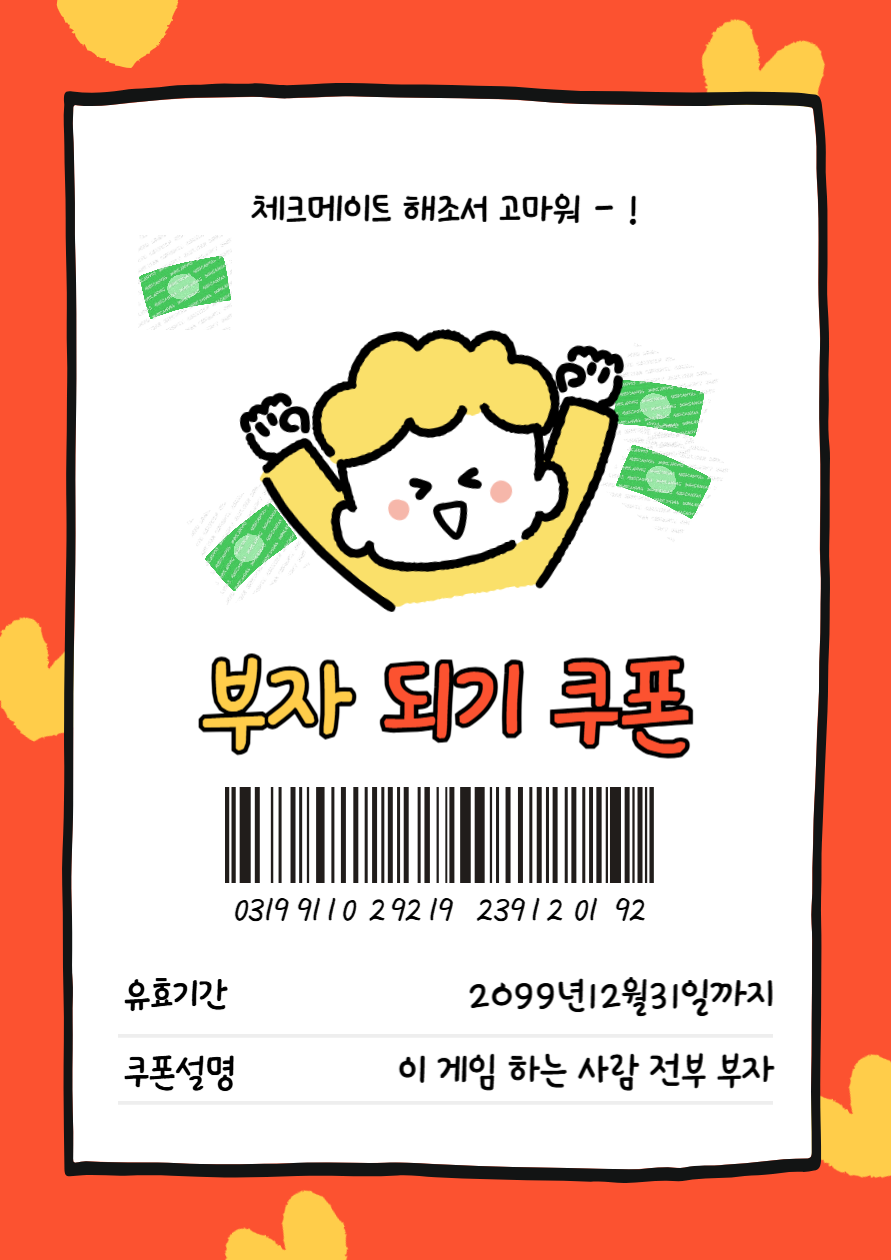 체크메이트 해조서 고마워 - !
부자 되기 쿠폰
0319 9110 29219 23912 01 92
유효기간 2099년12월31일까지
쿠폰설명 이 게임 하는 사람 전부 부자